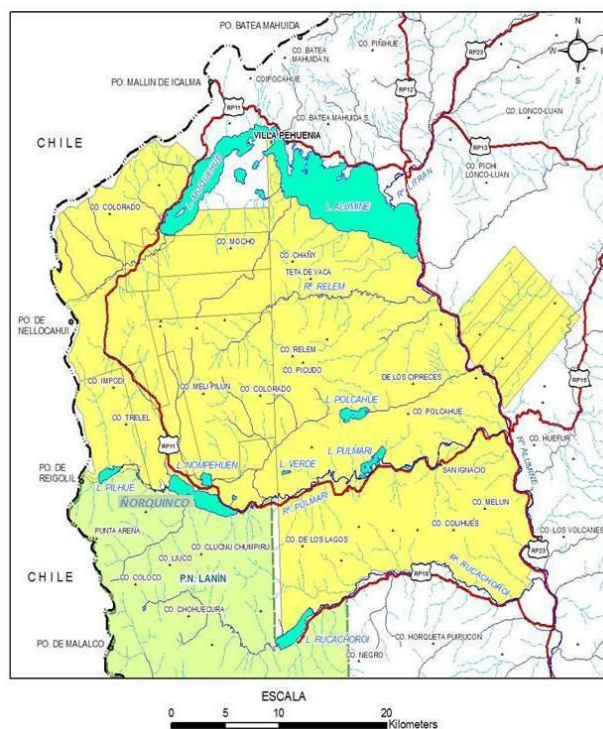 PO. BATEA MAHUIDA
CO. BATEA
MAHUIDA N.
CO. PIÑIHUE
RP23
N
W
E
S
PO. MALLIN DE ICALMA
COIPOCAHUE
RP12
RP11
CO. BATEA MAHUIDA S.
CO. LONCO-LUAN
CHILE
VILLA PEHUENIA
RP13
CO. PICHI
LONCO-LUAN
Rº LITRAN
L. ALUMINE
CO. COLORADO
CO. MOCHO
CO. CHAÑY
TETA DE VACA
Rº RELEM
PO. DE
NELLOCAHUI
CO. RELEM
CO. PICUDO
DE LOS CIPRECES
RP15
CO. IMPODI
CO. MELI PILUN
CO. COLORADO
L. POLCAHUE
CO. POLCAHUE
CO. TRELEL
RP11
CO. HUEFUR
Rº ALUMINE
PO. DE
REIGOLIL
L. NOMPEHUEN
L. VERDE
L. PULMARI
SAN IGNACIO
L. PILHUE
ÑORQUINCO
Rº PULMARI
CO. MELUN
PUNTA ARENA
CO. COLIHUES
CO. LOS VOLCANES
CO. CLUCNU CHUMPIRU
CO. DE LOS LAGOS
RP23
CO. LIUCO
CHILE
CO. COLOCO
P.N. LANÍN
RP18
Rº RUCACHOROI
CO. CHOHUECURA
PO. DE MALALCO
L. RUCACHOROI
CO. HORQUETA PUIRUCON
CO. NEGRO
ESCALA
0 5 10 20
Kilometers